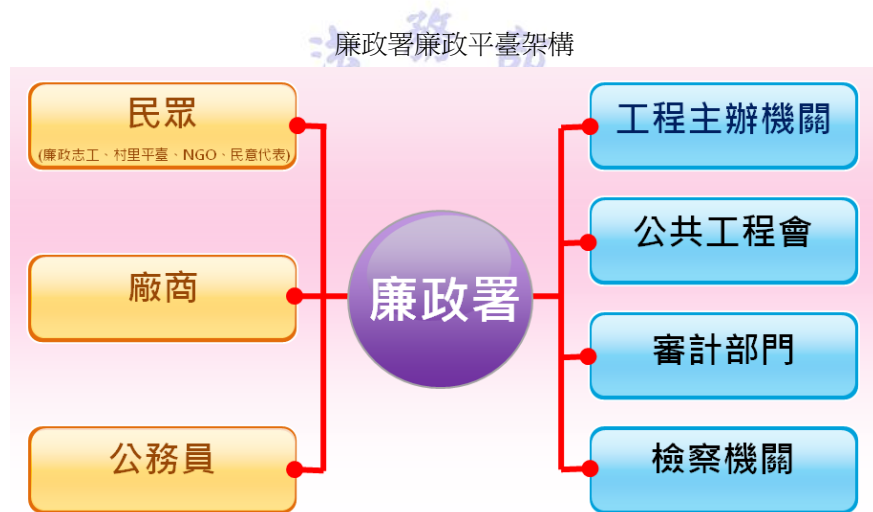 廉政署廉政平臺架構
民眾
(廉政志工、村里平臺、NGO、民意代表)
廠商
公務員
廉政署
工程主辦機關
公共工程會
審計部門
檢察機關